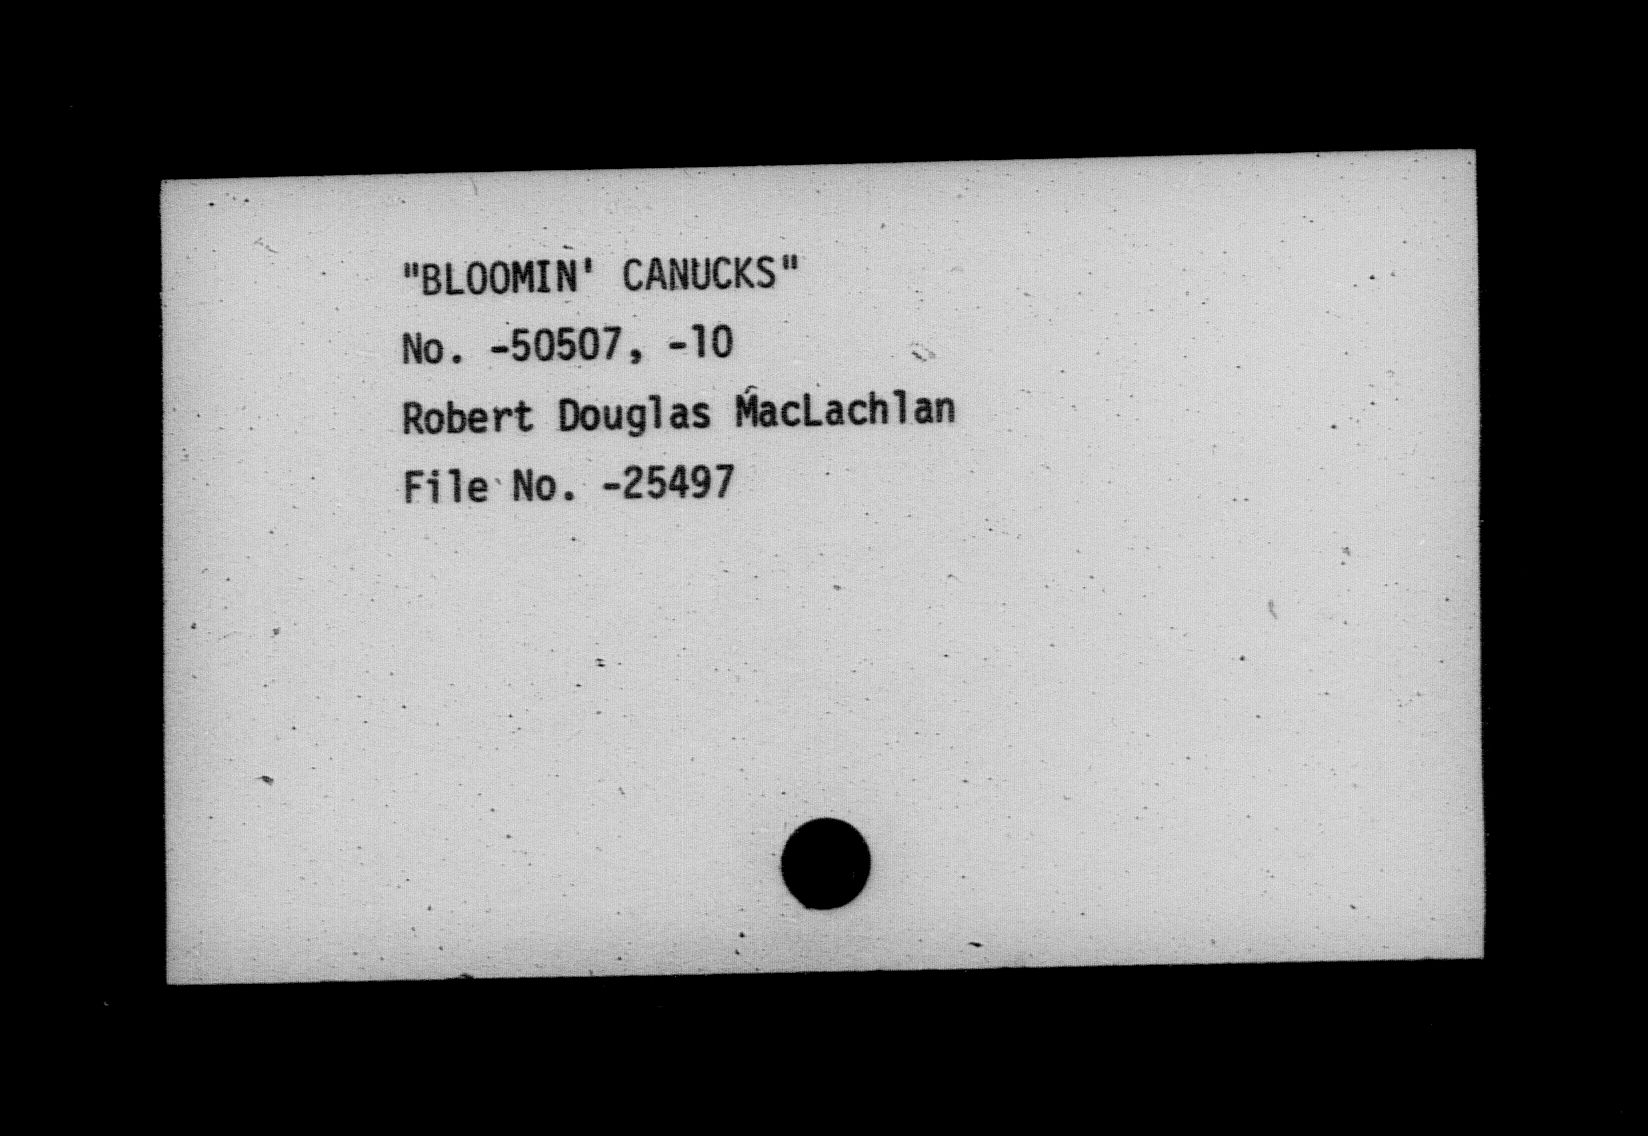 "BLOOMIN' CANUCKS"
No. -50507, -10
Robert Douglas MacLachlan
File No. -25497